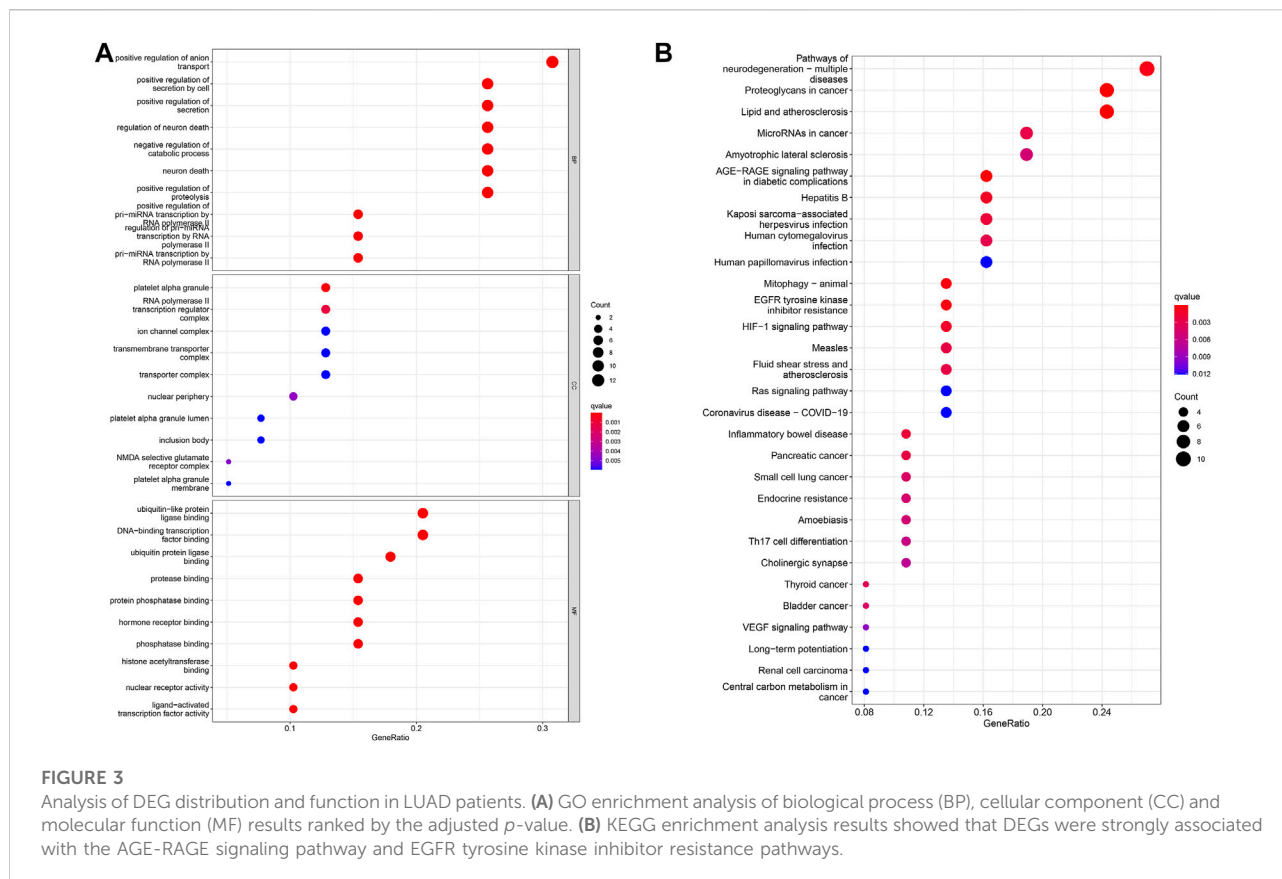 A
positive regulation of anion
transport
positive regulation of
secretion by cell
positive regulation of
secretion
regulation of neuron death
negative regulation of
catabolic process
neuron death
positive regulation of
proteolysis
positive regulation of
pri−miRNA transcription by
RNA polymerase II
regulation of pri−miRNA
transcription by RNA
polymerase II
pri−miRNA transcription by
RNA polymerase II
BP
platelet alpha granule
RNA polymerase II
transcription regulator
complex
ion channel complex
transmembrane transporter
complex
transporter complex
nuclear periphery
platelet alpha granule lumen
inclusion body
NMDA selective glutamate
receptor complex
platelet alpha granule
membrane
CC
ubiquitin−like protein
ligase binding
DNA−binding transcription
factor binding
ubiquitin protein ligase
binding
protease binding
protein phosphatase binding
hormone receptor binding
phosphatase binding
histone acetyltransferase
binding
nuclear receptor activity
ligand−activated
transcription factor activity
MF
0.1 0.2 0.3
GeneRatio
Count
2
4
6
8
10
12
qvalue
0.001
0.002
0.003
0.004
0.005
B
Pathways of
neurodegeneration − multiple
diseases
Proteoglycans in cancer
Lipid and atherosclerosis
MicroRNAs in cancer
Amyotrophic lateral sclerosis
AGE−RAGE signaling pathway
in diabetic complications
Hepatitis B
Kaposi sarcoma−associated
herpesvirus infection
Human cytomegalovirus
infection
Human papillomavirus infection
Mitophagy − animal
EGFR tyrosine kinase
inhibitor resistance
HIF−1 signaling pathway
Measles
Fluid shear stress and
atherosclerosis
Ras signaling pathway
Coronavirus disease − COVID−19
Inflammatory bowel disease
Pancreatic cancer
Small cell lung cancer
Endocrine resistance
Amoebiasis
Th17 cell differentiation
Cholinergic synapse
Thyroid cancer
Bladder cancer
VEGF signaling pathway
Long−term potentiation
Renal cell carcinoma
Central carbon metabolism in
cancer
0.08 0.12 0.16 0.20 0.24
GeneRatio
qvalue
0.003
0.006
0.009
0.012
Count
4
6
8
10
FIGURE 3
Analysis of DEG distribution and function in LUAD patients. (A) GO enrichment analysis of biological process (BP), cellular component (CC) and
molecular function (MF) results ranked by the adjusted p-value. (B) KEGG enrichment analysis results showed that DEGs were strongly associated
with the AGE-RAGE signaling pathway and EGFR tyrosine kinase inhibitor resistance pathways.